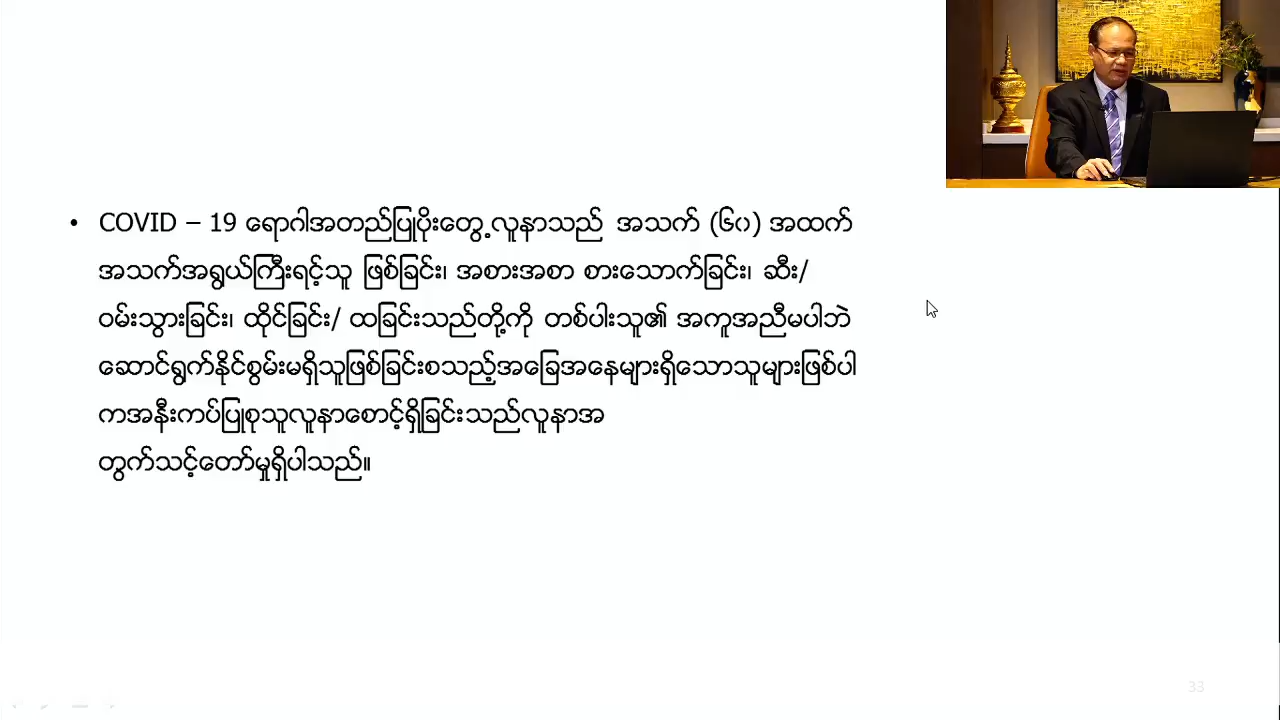 • COVID – 19 ရောဂါအတည်ပြုပိုးတွေ့လူနာသည် အသက် (၆၀) အထက်
အသက်အရွယ်ကြီးရင့်သူ ဖြစ်ခြင်း၊ အစားအစာ စားသောက်ခြင်း၊ ဆီး/
ဝမ်းသွားခြင်း၊ ထိုင်ခြင်း/ ထခြင်းသည်တို့ကို တစ်ပါးသူ၏ အကူအညီမပါဘဲ
ဆောင်ရွက်နိုင်စွမ်းမရှိသူဖြစ်ခြင်းစသည့်အခြေအနေများရှိသောသူများဖြစ်ပါ
ကအနီးကပ်ပြုစုသူလူနာစောင့်ရှိခြင်းသည်လူနာအ
တွက်သင့်တော်မှုရှိပါသည်။
33